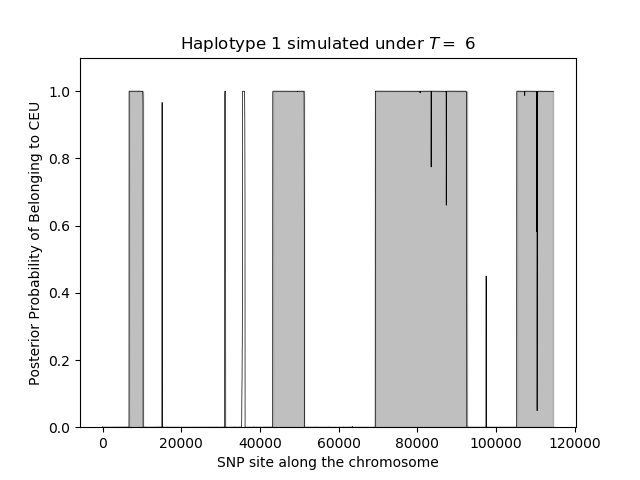 Haplotype 1 simulated under T = 6
Posterior Probability of Belonging to CEU
1.0
0.8
0.6
0.4
0.2
0.0
0 20000 40000 60000 80000 100000 120000
SNP site along the chromosome